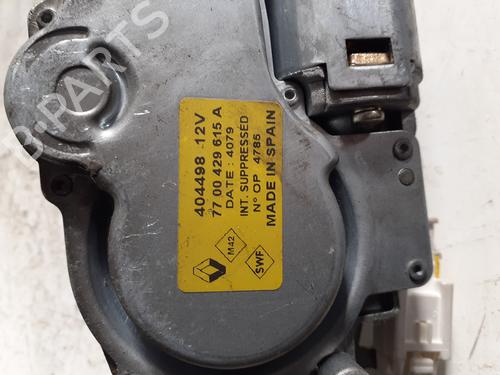 404498 12V
77 00 429 615 A
DATE : 4079
INT. SUPPRESSED
N° OP 4785
MADE IN SPAIN
M42
SWF
B-PARTS